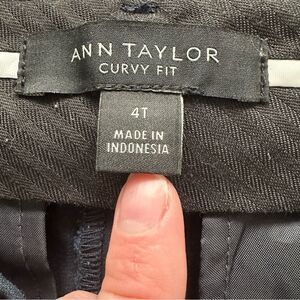 ANN TAYLOR
CURVY FIT
4T
MADE IN
INDONESIA